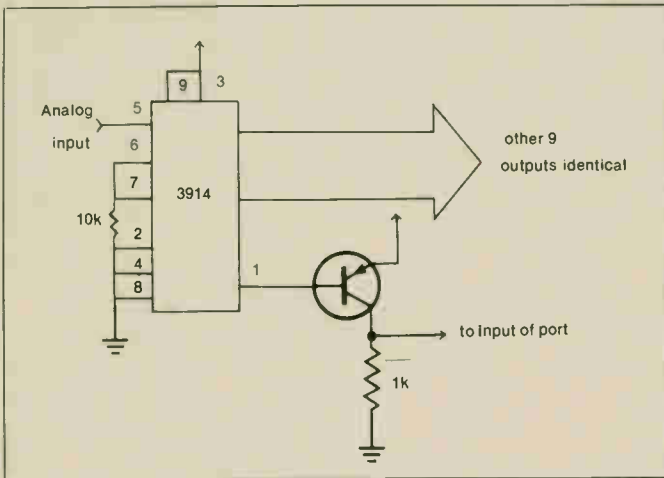 9 3
Analog
input
5
6
7
10k
2
4
8
3914
1
other 9
outputs identical
to input of port
1k